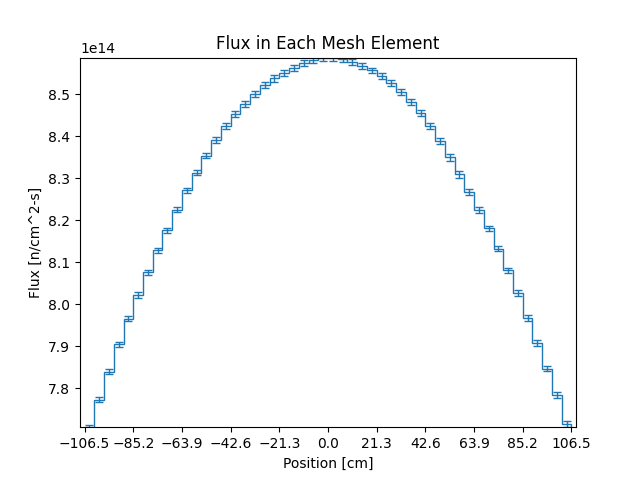 Flux in Each Mesh Element
1e14
8.5
8.4
8.3
8.2
8.1
8.0
7.9
7.8
Flux [n/cm^2-s]
−106.5 −85.2 −63.9 −42.6 −21.3 0.0 21.3 42.6 63.9 85.2 106.5
Position [cm]